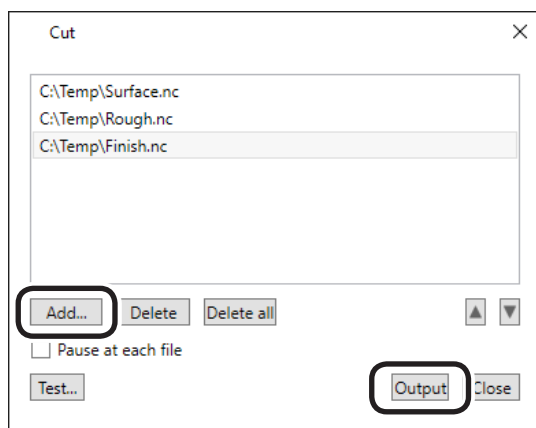 Cut
C:\Temp\Surface.nc
C:\Temp\Rough.nc
C:\Temp\Finish.nc
Add... Delete Delete all
Pause at each file
Test... Output Close